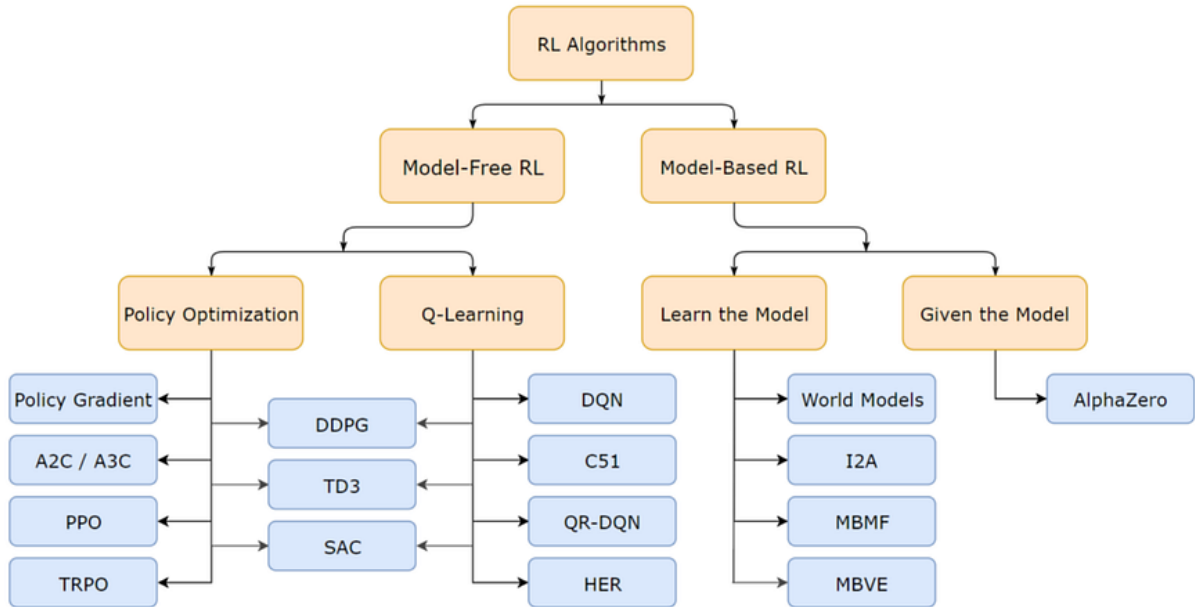 RL Algorithms
Model-Free RL
Model-Based RL
Policy Optimization
Q-Learning
Learn the Model
Given the Model
Policy Gradient
DQN
World Models
AlphaZero
DDPG
A2C / A3C
C51
I2A
TD3
PPO
QR-DQN
MBMF
SAC
TRPO
HER
MBVE